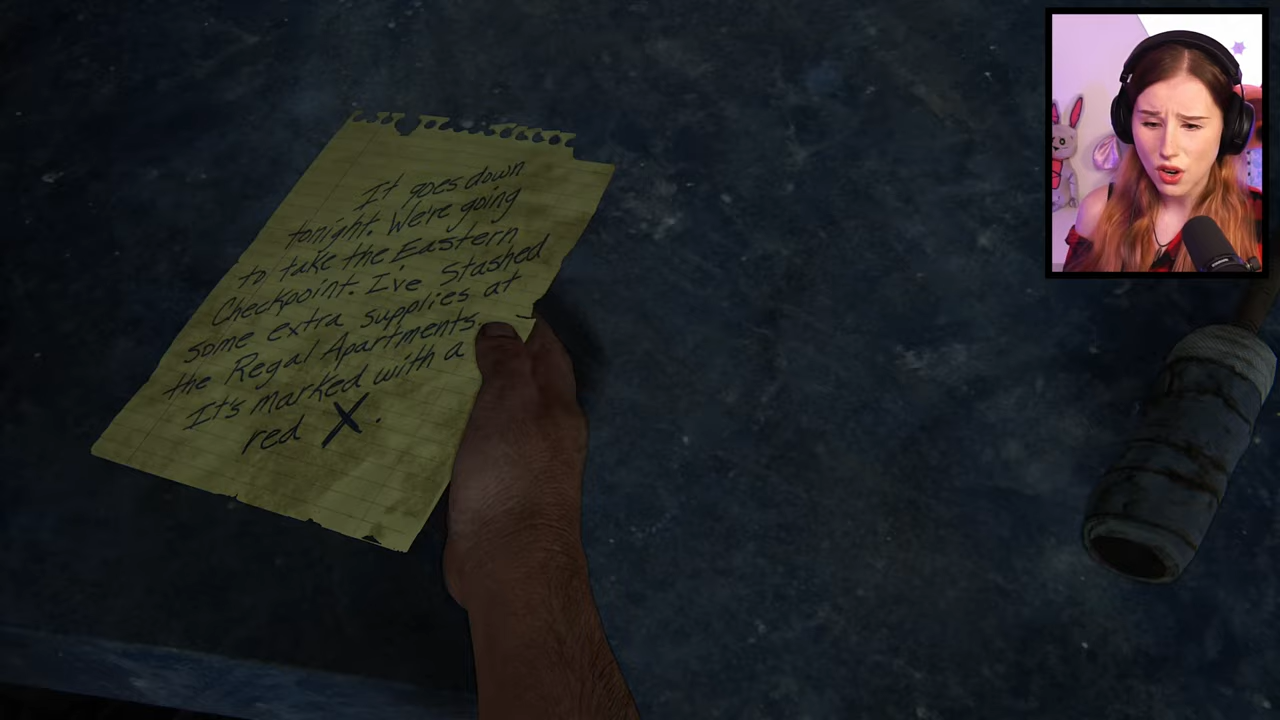 It goes down
tonight. We're going
to take the Eastern
Checkpoint. I've Stashed
some extra supplies at
the Regal Apartments.
It's marked with a
red X.